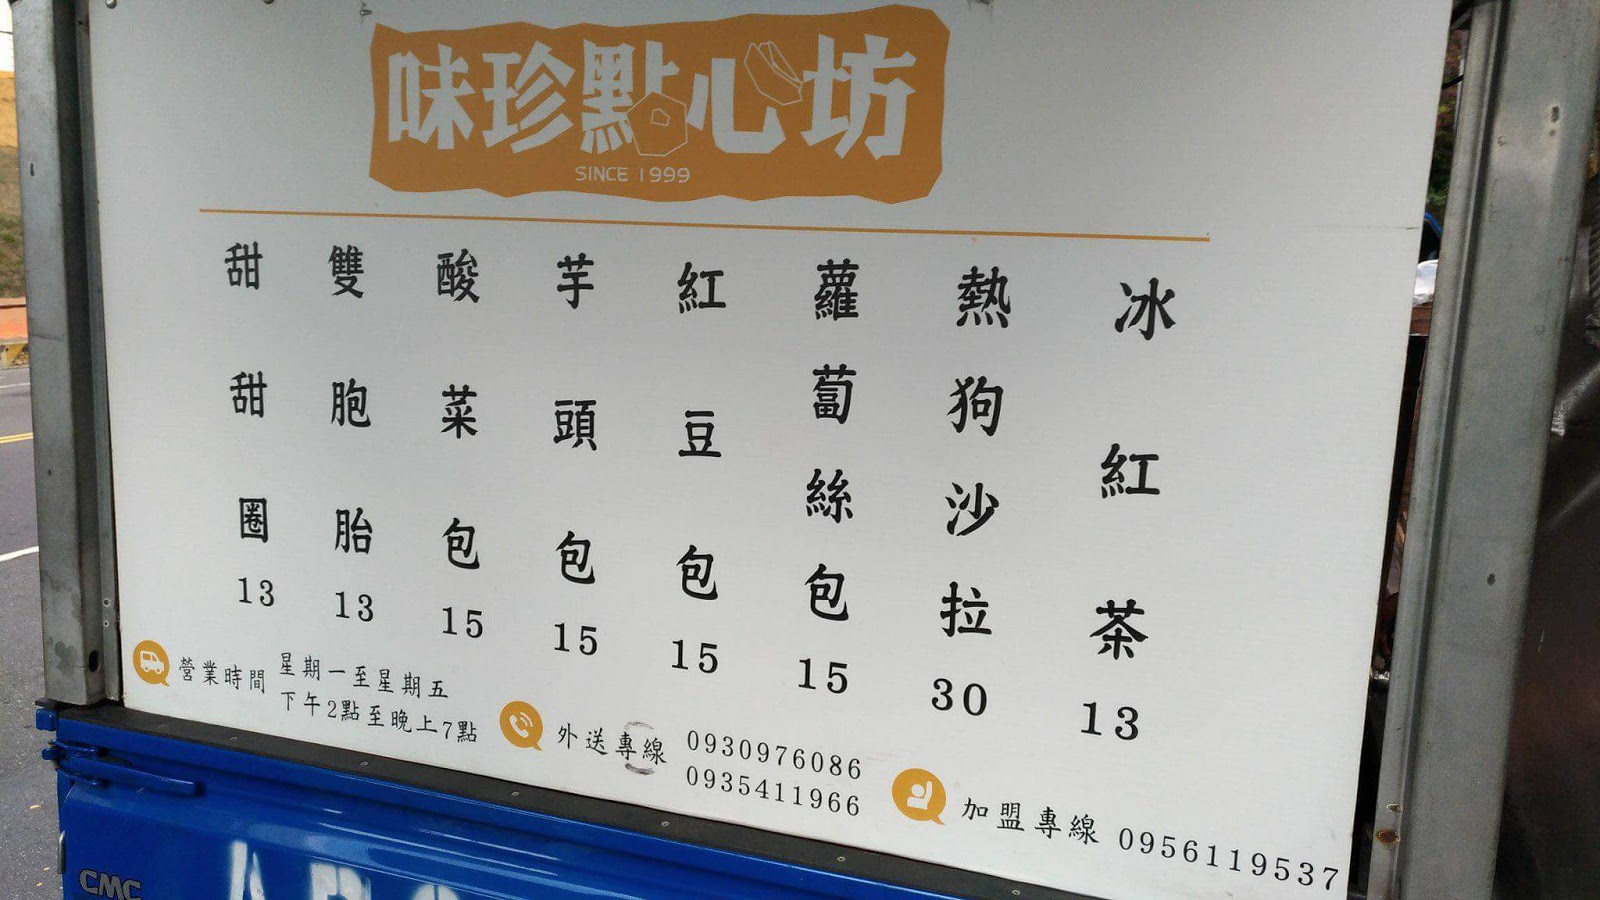 味珍點心坊
SINCE 1999
甜甜圈 13
雙胞胎 13
酸菜包 15
芋頭包 15
紅豆包 15
蘿蔔絲包 15
熱狗沙拉 30
冰紅茶 13
營業時間
星期一至星期五
下午2點至晚上7點
外送專線
0930976086
0935411966
加盟專線 0956119537
CMC